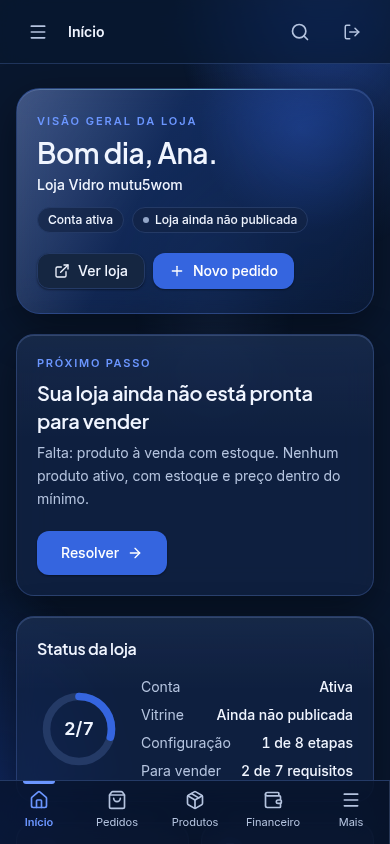 Início
VISÃO GERAL DA LOJA
Bom dia, Ana.
Loja Vidro mutu5wom
Conta ativa
Loja ainda não publicada
Ver loja
Novo pedido
PRÓXIMO PASSO
Sua loja ainda não está pronta
para vender
Falta: produto à venda com estoque. Nenhum
produto ativo, com estoque e preço dentro do
mínimo.
Resolver
Status da loja
2/7
Conta Ativa
Vitrine Ainda não publicada
Configuração 1 de 8 etapas
Para vender 2 de 7 requisitos
Início Pedidos Produtos Financeiro Mais